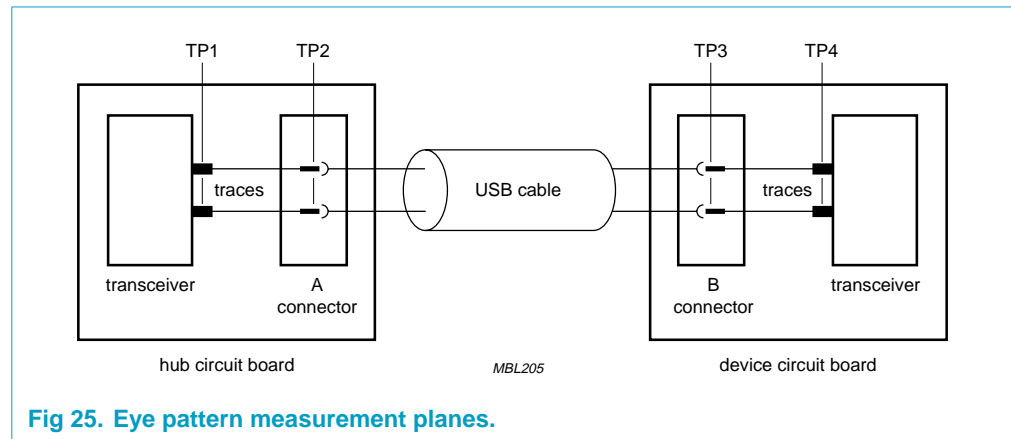 TP1 TP2 TP3 TP4
traces USB cable traces
transceiver A connector B connector transceiver
hub circuit board MBL205 device circuit board
Fig 25. Eye pattern measurement planes.